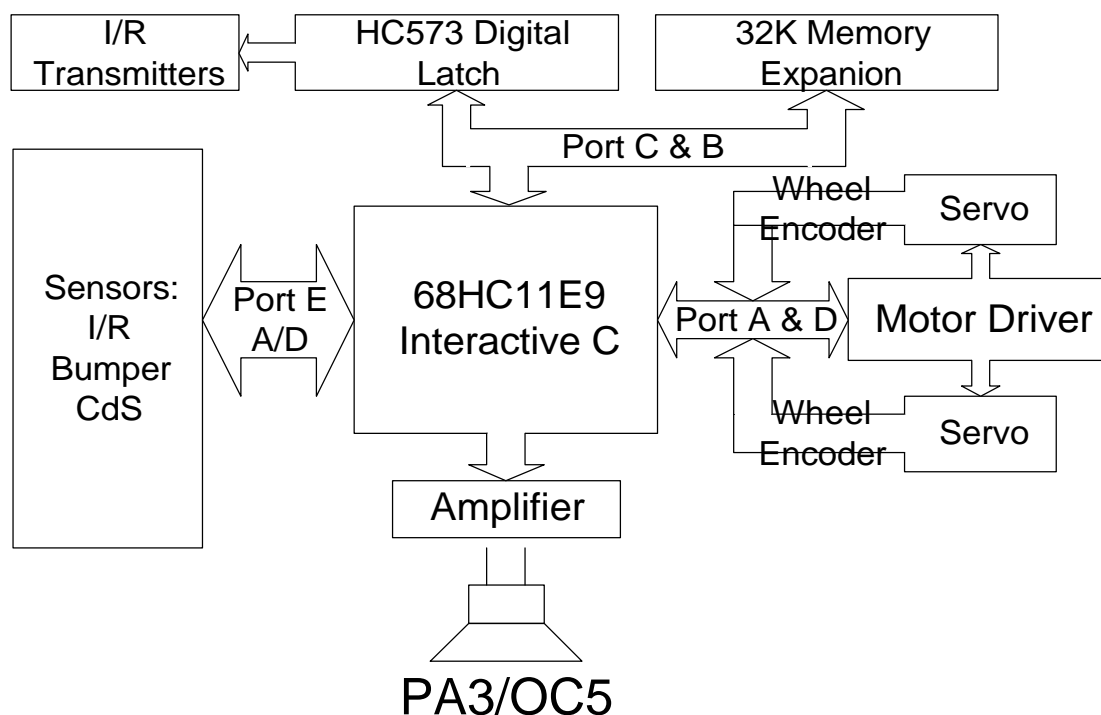 I/R
Transmitters
HC573 Digital
Latch
32K Memory
Expanion
Port C & B
Sensors:
I/R
Bumper
CdS
Port E
A/D
68HC11E9
Interactive C
Port A & D
Wheel
Encoder
Servo
Motor Driver
Wheel
Encoder
Servo
Amplifier
PA3/OC5